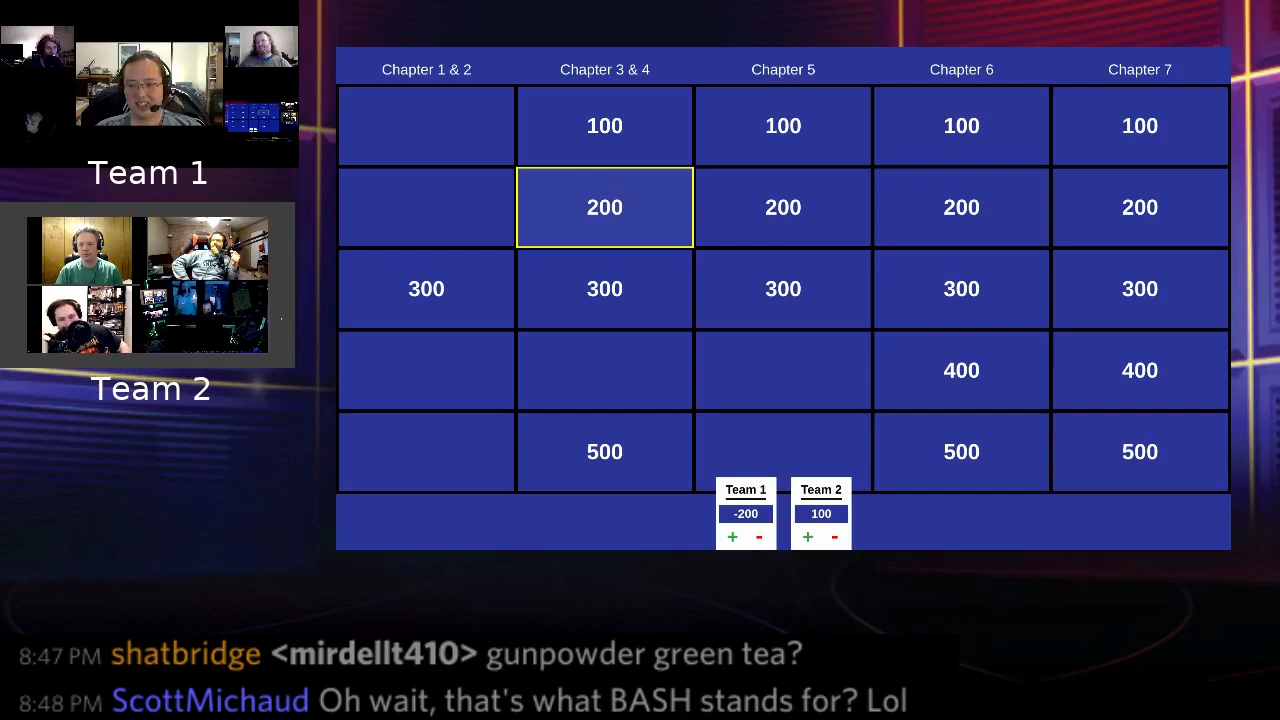 Team 1
Team 2
Chapter 1 & 2 Chapter 3 & 4 Chapter 5 Chapter 6 Chapter 7
100 100 100 100
200 200 200 200
300 300 300 300 300
400 400
500 500 500
Team 1 Team 2
-200 100
+ - + -
8:47 PM shatbridge <mirdellt410> gunpowder green tea?
8:48 PM ScottMichaud Oh wait, that's what BASH stands for? Lol